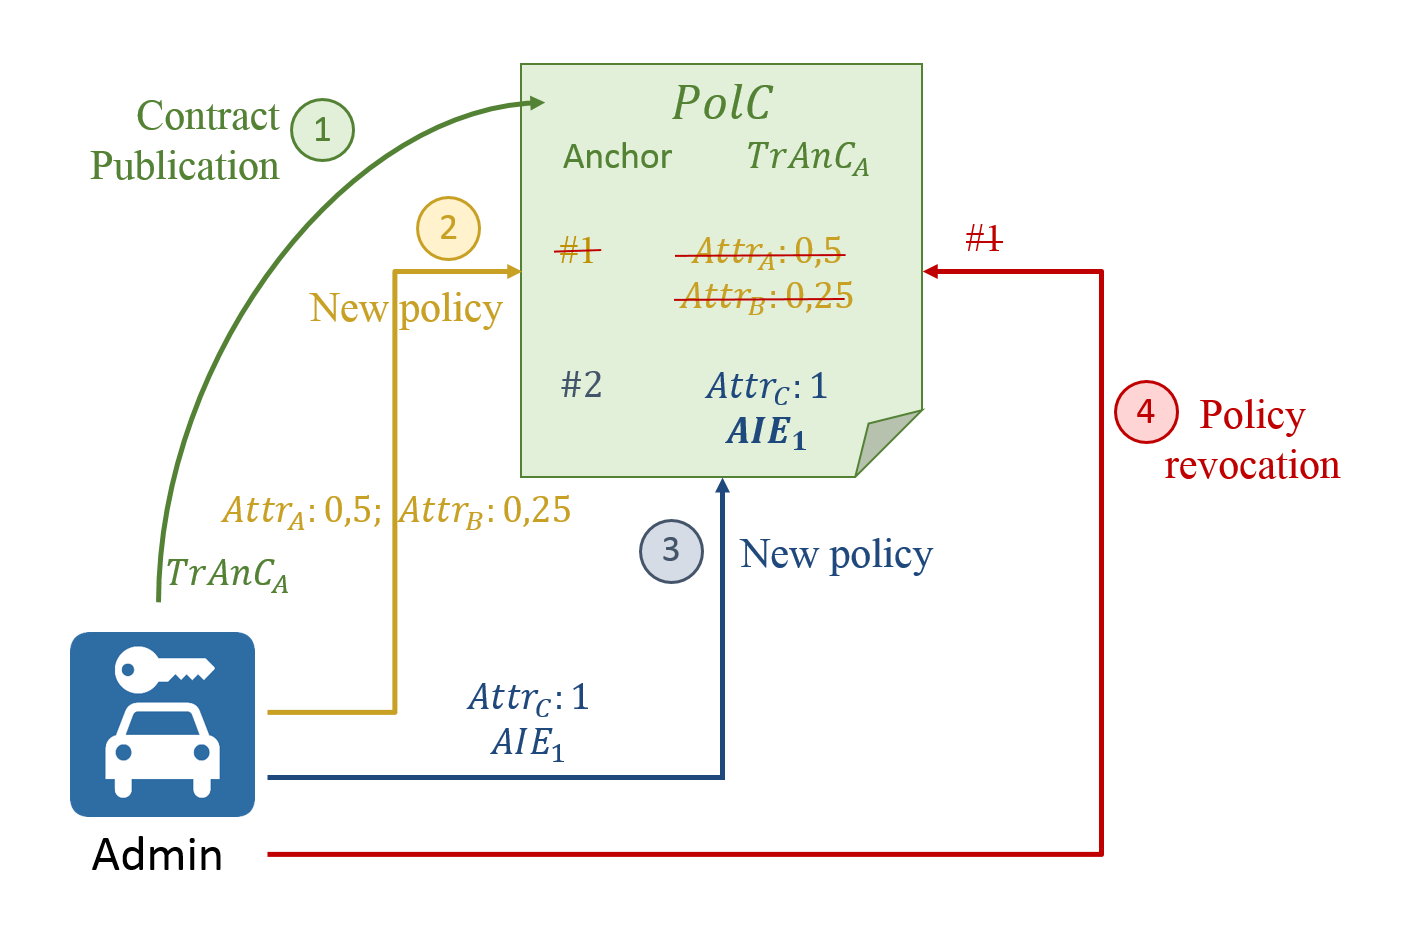 PolC
Contract
Publication
1
Anchor TrAnC_A
2
#1 Attr_A: 0,5
#1
Attr_B: 0,25
New policy
#2 Attr_C: 1
4
Policy
AIE_1
revocation
Attr_A: 0,5; Attr_B: 0,25
3
New policy
TrAnC_A
Attr_C: 1
AIE_1
Admin